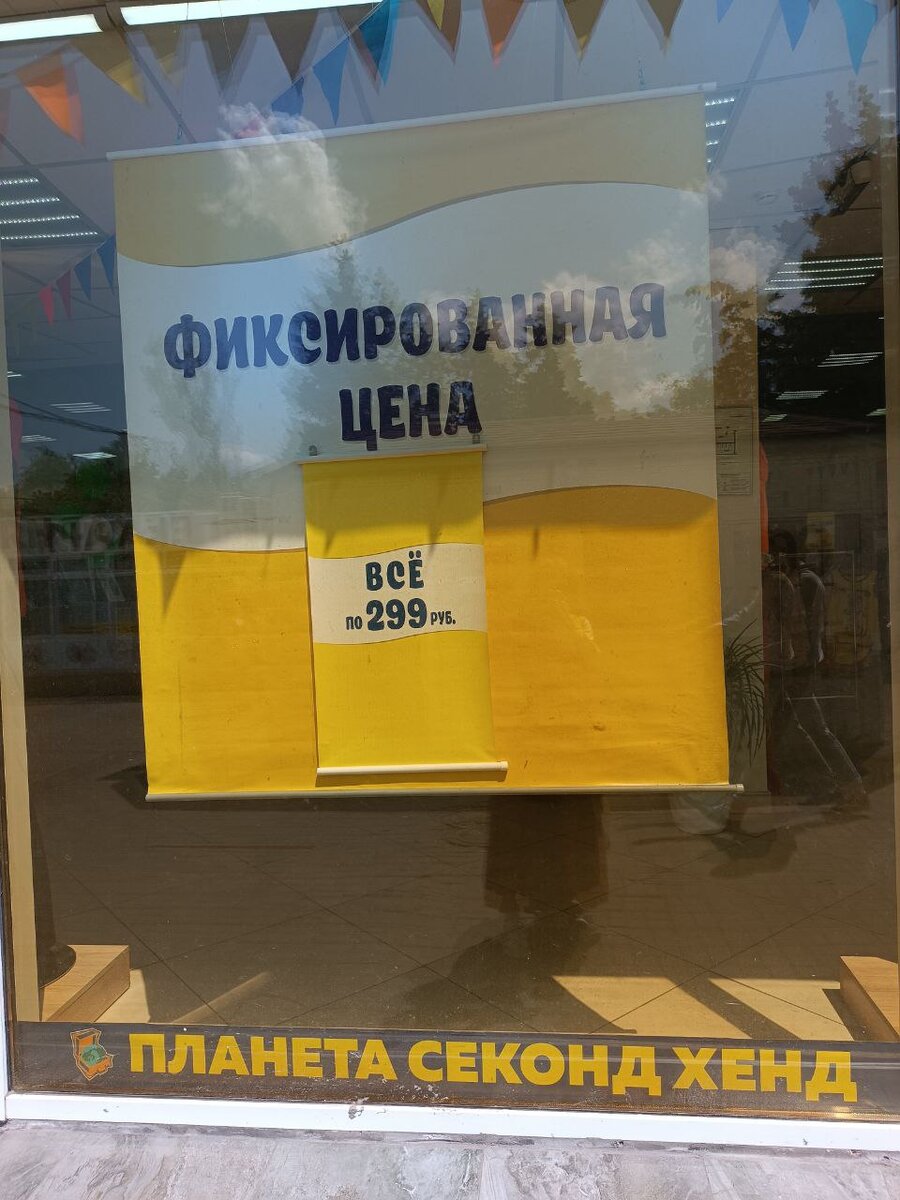 ФИКСИРОВАННАЯ
ЦЕНА
ВСЁ
ПО 299 РУБ.
ПЛАНЕТА СЕКОНД ХЕНД